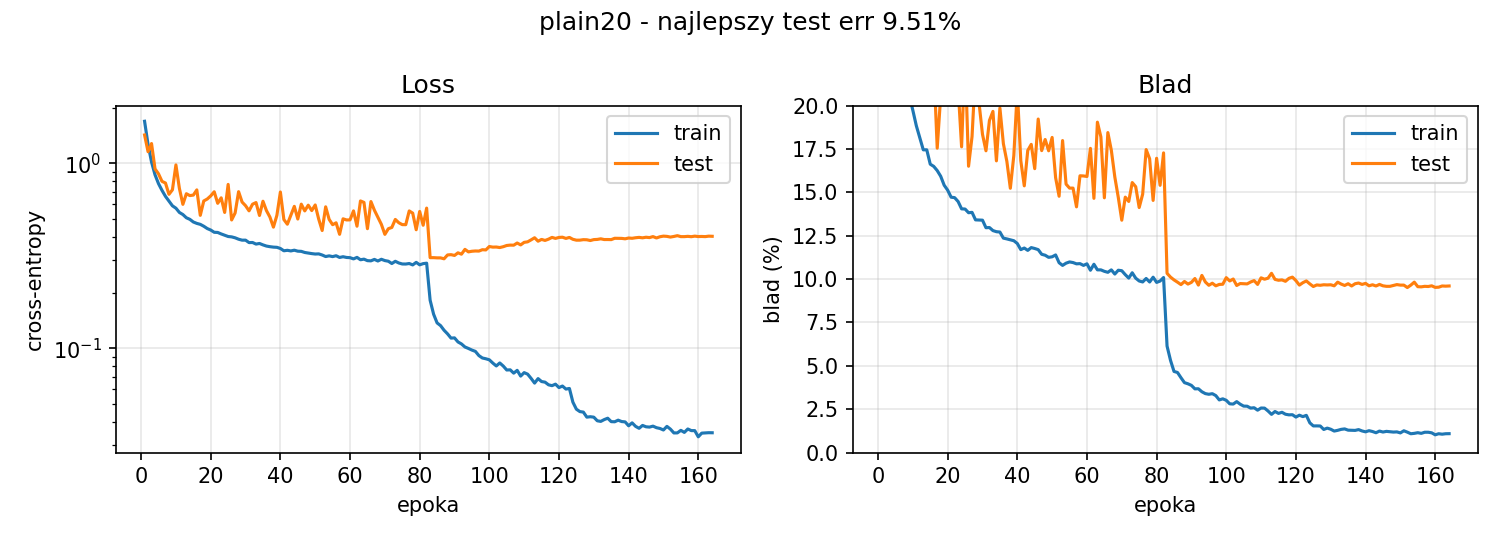 plain20 - najlepszy test err 9.51%
Loss
train
test
10⁰
10⁻¹
cross-entropy
0 20 40 60 80 100 120 140 160
epoka
Blad
train
test
20.0
17.5
15.0
12.5
10.0
7.5
5.0
2.5
0.0
blad (%)
0 20 40 60 80 100 120 140 160
epoka